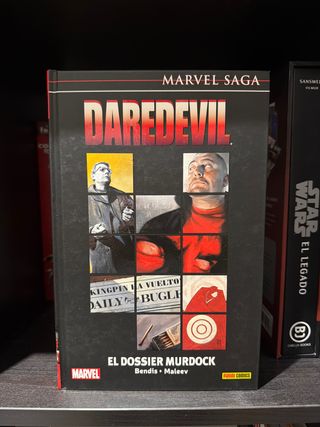 MARVEL SAGA
DAREDEVIL
KINGPIN HA VUELTO
DAILY BUGLE
EL DOSSIER MURDOCK
Bendis • Maleev
MARVEL
PANINI COMICS
STAR WARS
EL LEGADO